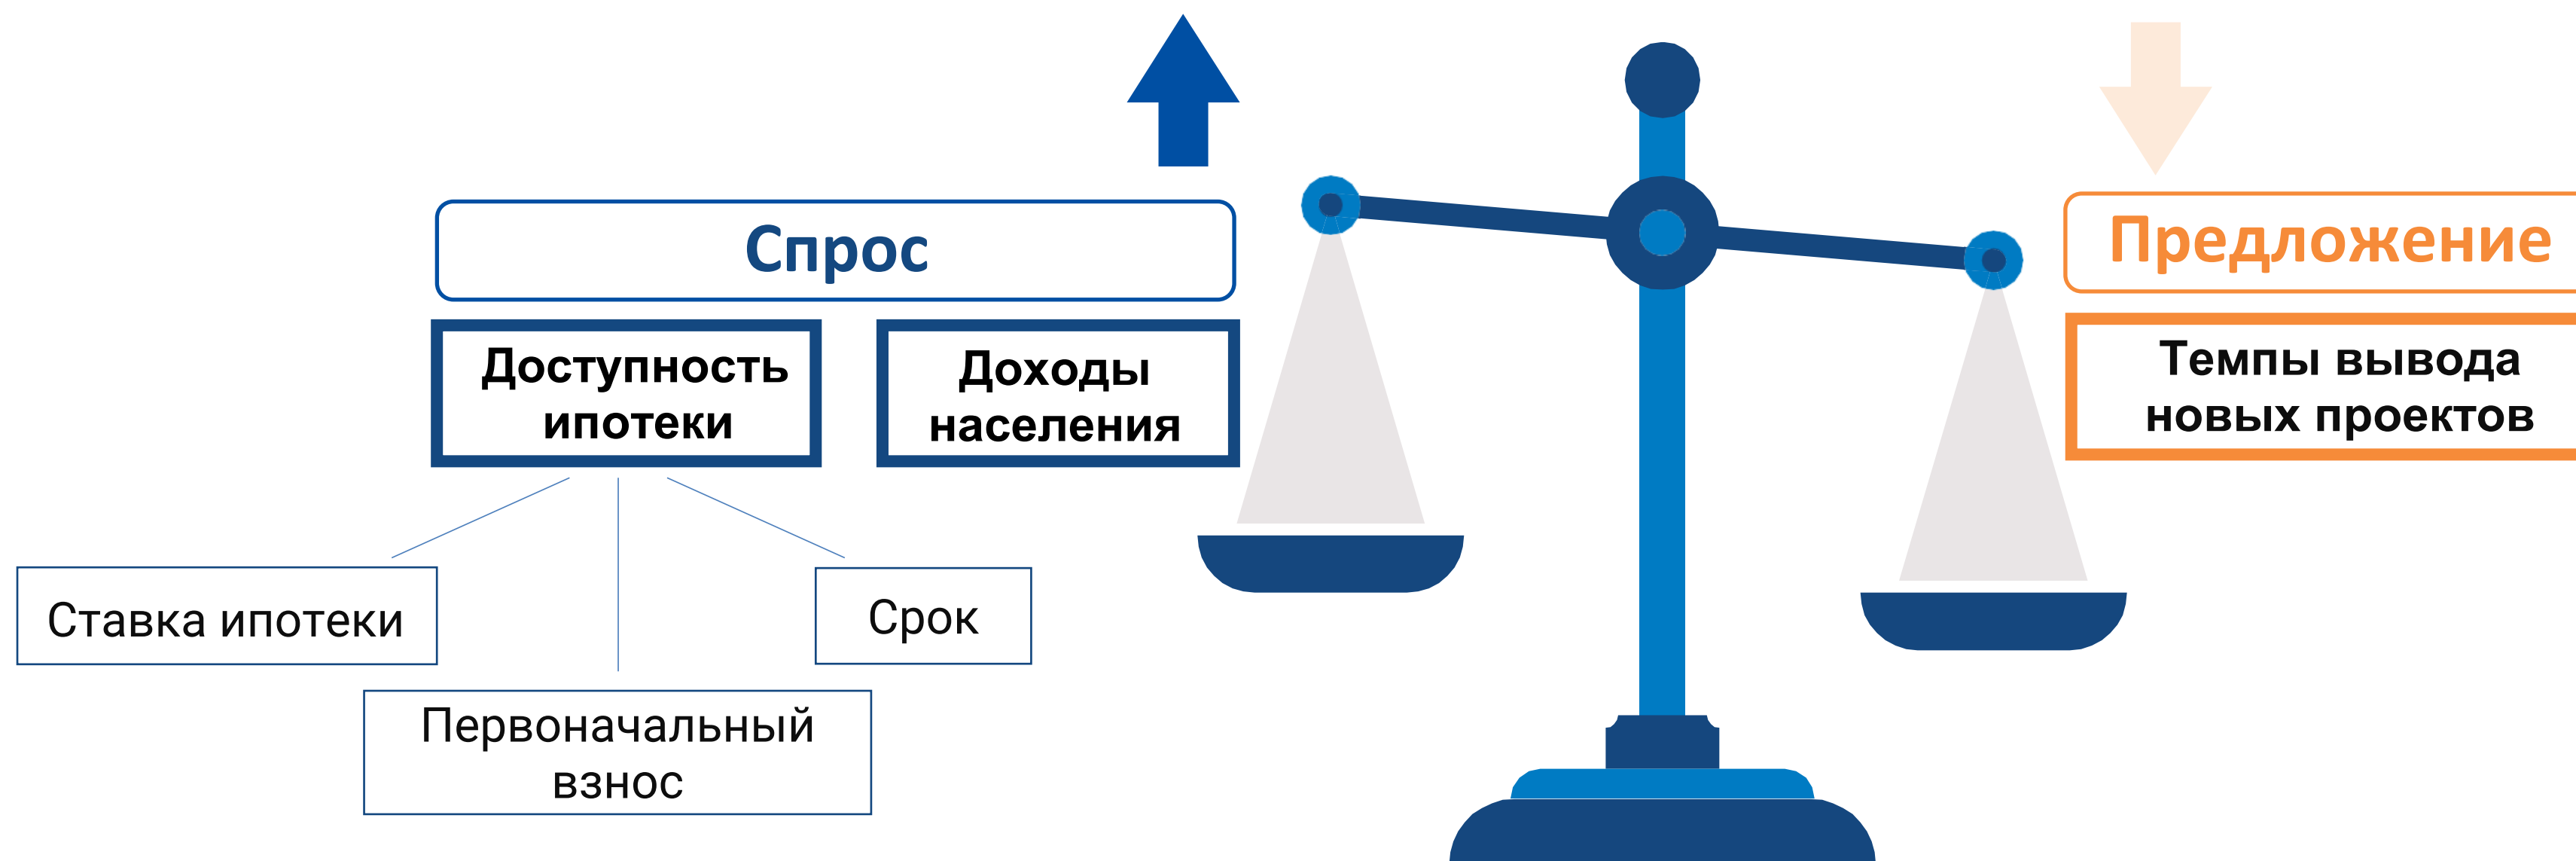 Спрос
Доступность
ипотеки
Доходы
населения
Ставка ипотеки
Срок
Первоначальный
взнос
Предложение
Темпы вывода
новых проектов